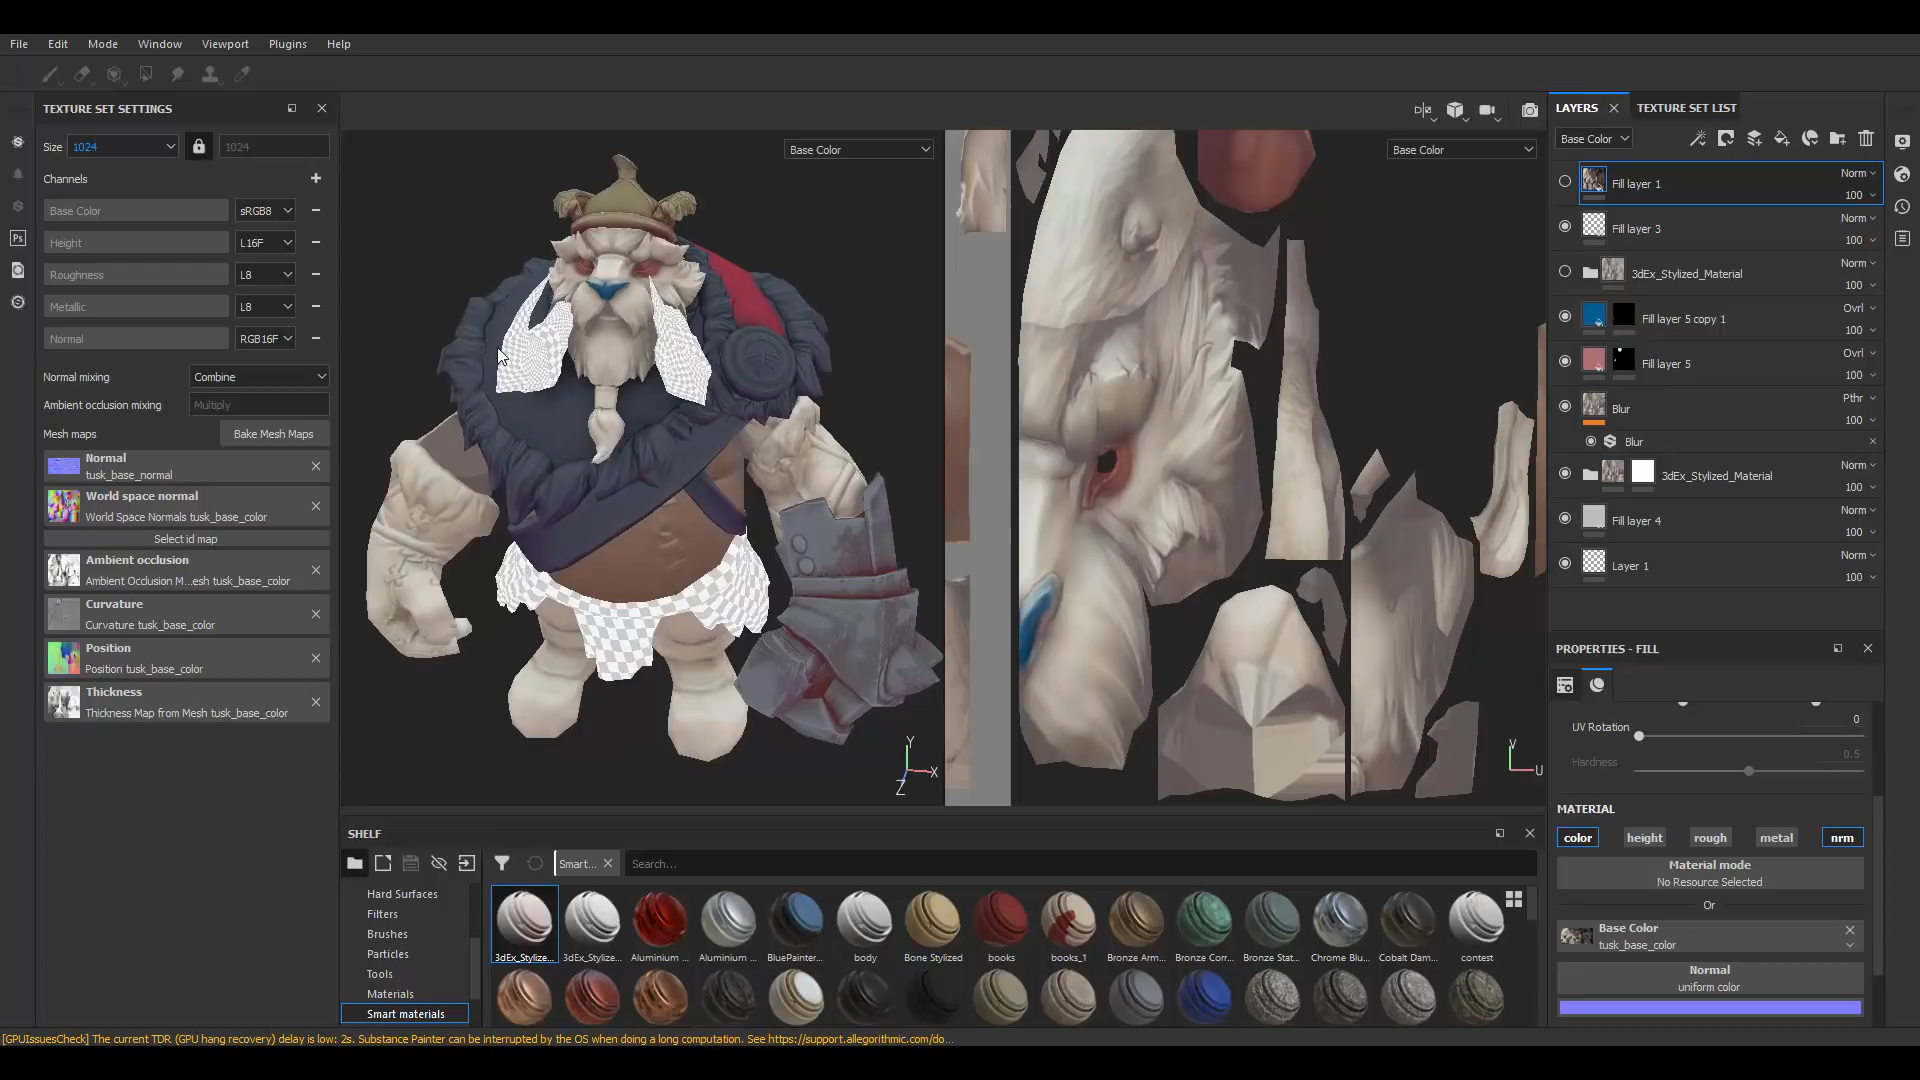 File Edit Mode Window Viewport Plugins Help
TEXTURE SET SETTINGS
Size 1024 1024
Channels
Base Color sRGB8
Height L16F
Roughness L8
Metallic L8
Normal RGB16F
Normal mixing Combine
Ambient occlusion mixing Multiply
Mesh maps Bake Mesh Maps
Normal
tusk_base_normal
World space normal
World Space Normals tusk_base_color
Select id map
Ambient occlusion
Ambient Occlusion M...esh tusk_base_color
Curvature
Curvature tusk_base_color
Position
Position tusk_base_color
Thickness
Thickness Map from Mesh tusk_base_color
Ps
Base Color
Y
X
Z
Base Color
V
U
SHELF
Smart...
Search...
Hard Surfaces
Filters
Brushes
Particles
Tools
Materials
Smart materials
3dEx_Stylize... 3dEx_Stylize... Aluminium ... Aluminium ... BluePainter... body Bone Stylized books books_1 Bronze Arm... Bronze Corr... Bronze Stat... Chrome Blu... Cobalt Dam... contest
LAYERS TEXTURE SET LIST
Base Color
Fill layer 1 Norm 100
Fill layer 3 Norm 100
3dEx_Stylized_Material Norm 100
Fill layer 5 copy 1 Ovrl 100
Fill layer 5 Ovrl 100
Blur Pthr 100
Blur
3dEx_Stylized_Material Norm 100
Fill layer 4 Norm 100
Layer 1 Norm 100
PROPERTIES - FILL
UV Rotation 0
Hardness 0.5
MATERIAL
color height rough metal nrm
Material mode
No Resource Selected
Or
Base Color
tusk_base_color
Normal
uniform color
[GPUIssuesCheck] The current TDR (GPU hang recovery) delay is low: 2s. Substance Painter can be interrupted by the OS when doing a long computation. See https://support.allegorithmic.com/do...